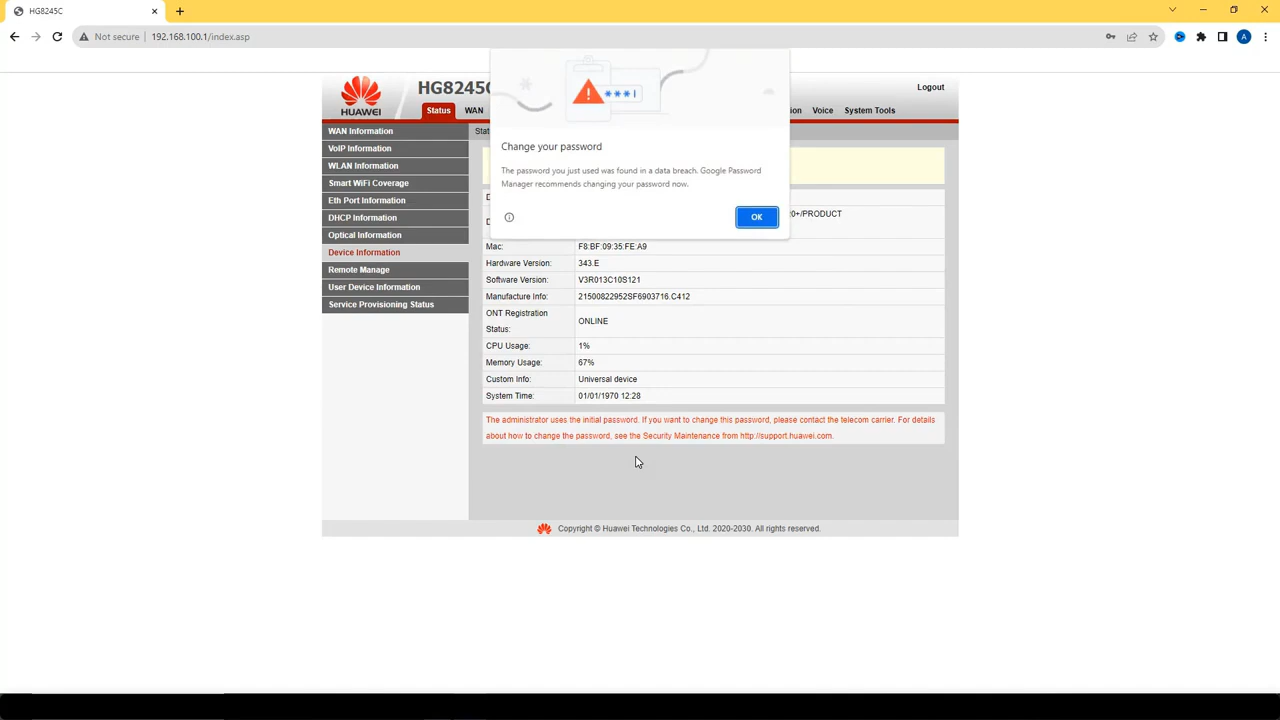 HG8245C
Not secure 192.168.100.1/index.asp
A
HUAWEI
HG8245C
Logout
Status WAN Voice System Tools
WAN Information
VoIP Information
WLAN Information
Smart WiFi Coverage
Eth Port Information
DHCP Information
Optical Information
Device Information
Remote Manage
User Device Information
Service Provisioning Status
***|
Change your password
The password you just used was found in a data breach. Google Password
Manager recommends changing your password now.
OK
/PRODUCT
Mac: F8:BF:09:35:FE:A9
Hardware Version: 343.E
Software Version: V3R013C10S121
Manufacture Info: 21500822952SF6903716.C412
ONT Registration
Status: ONLINE
CPU Usage: 1%
Memory Usage: 67%
Custom Info: Universal device
System Time: 01/01/1970 12:28
The administrator uses the initial password. If you want to change this password, please contact the telecom carrier. For details
about how to change the password, see the Security Maintenance from http://support.huawei.com.
Copyright © Huawei Technologies Co., Ltd. 2020-2030. All rights reserved.